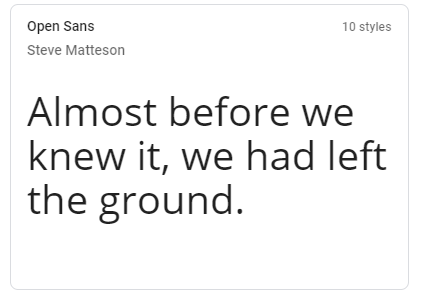 Open Sans
10 styles
Steve Matteson
Almost before we
knew it, we had left
the ground.